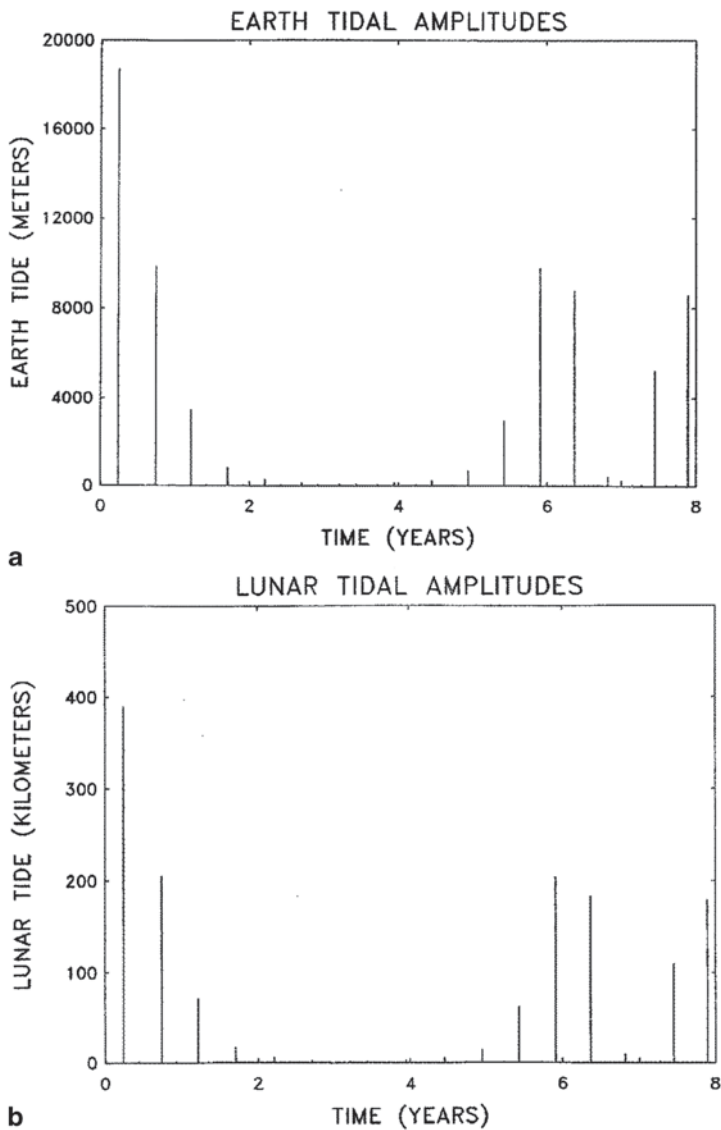 EARTH TIDAL AMPLITUDES
20000
16000
12000
8000
4000
0
EARTH TIDE (METERS)
0 2 4 6 8
TIME (YEARS)
a
LUNAR TIDAL AMPLITUDES
500
400
300
200
100
0
LUNAR TIDE (KILOMETERS)
0 2 4 6 8
TIME (YEARS)
b